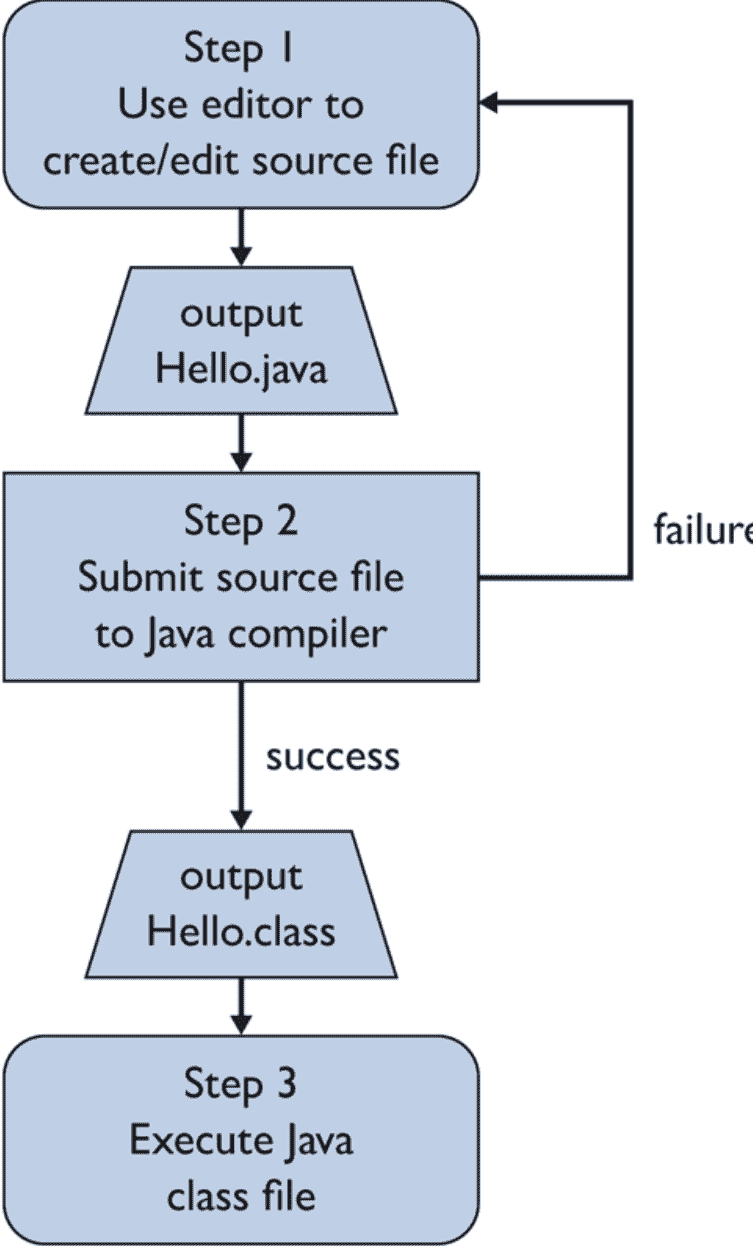 Step 1
Use editor to
create/edit source file
output
Hello.java
Step 2
Submit source file
to Java compiler
failure
success
output
Hello.class
Step 3
Execute Java
class file